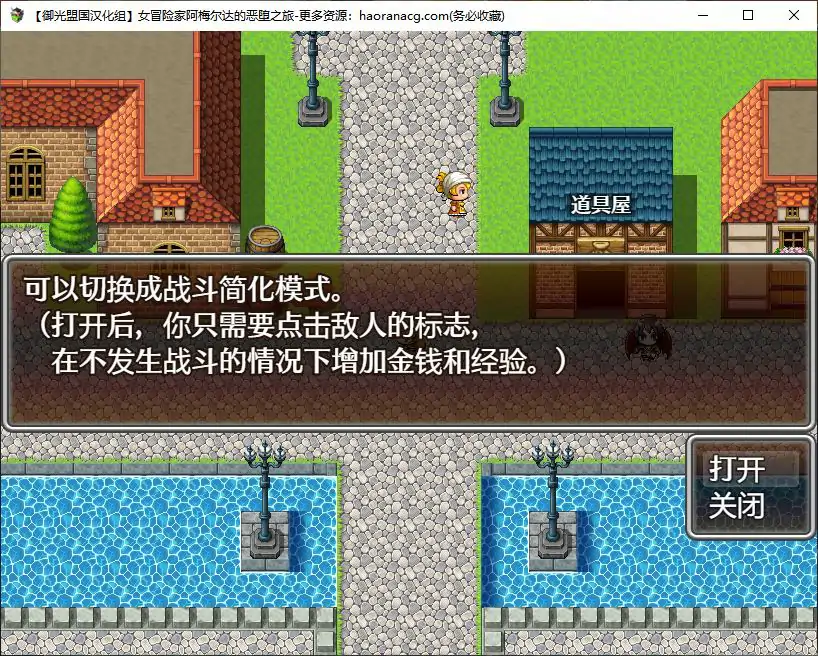 【御光盟国汉化组】女冒险家阿梅尔达的恶堕之旅-更多资源：haoranacg.com(务必收藏)
道具屋
可以切换成战斗简化模式。
（打开后，你只需要点击敌人的标志，
在不发生战斗的情况下增加金钱和经验。）
打开
关闭